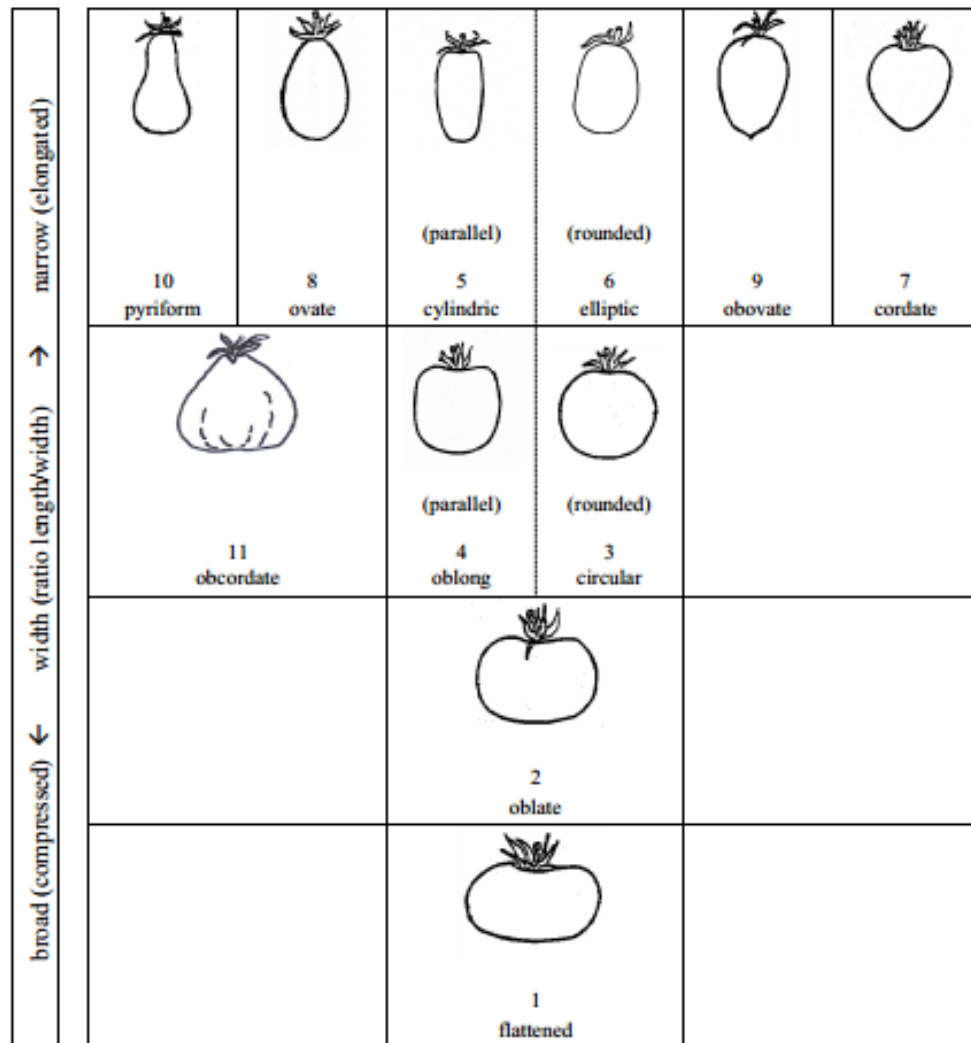 narrow (elongated)
width (ratio length/width) →
broad (compressed) ←
(parallel)
(rounded)
10
pyriform
8
ovate
5
cylindric
6
elliptic
9
obovate
7
cordate
(parallel)
(rounded)
11
obcordate
4
oblong
3
circular
2
oblate
1
flattened